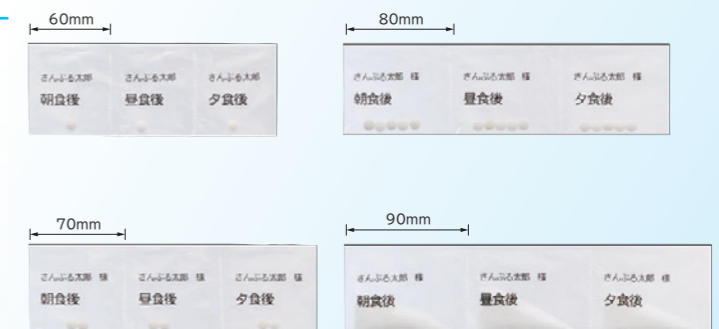 60mm
さんぷる太郎 さんぷる太郎 さんぷる太郎
朝食後 昼食後 夕食後
80mm
さんぷる太郎 様 さんぷる太郎 様 さんぷる太郎 様
朝食後 昼食後 夕食後
70mm
さんぷる太郎 様 さんぷる太郎 様 さんぷる太郎 様
朝食後 昼食後 夕食後
90mm
さんぷる太郎 様 さんぷる太郎 様 さんぷる太郎 様
朝食後 昼食後 夕食後